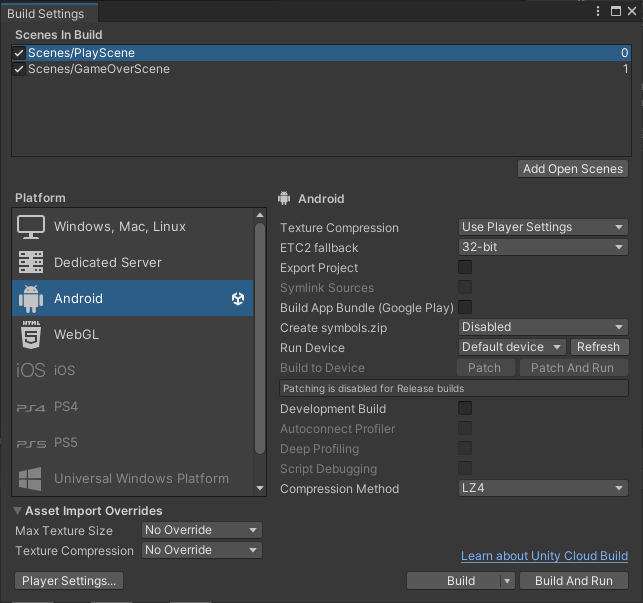 Build Settings
Scenes In Build
Scenes/PlayScene 0
Scenes/GameOverScene 1
Add Open Scenes
Platform
Windows, Mac, Linux
Dedicated Server
Android
HTML
5
WebGL
iOS iOS
PS4 PS4
PS5 PS5
Universal Windows Platform
Android
Texture Compression Use Player Settings
ETC2 fallback 32-bit
Export Project
Symlink Sources
Build App Bundle (Google Play)
Create symbols.zip Disabled
Run Device Default device Refresh
Build to Device Patch Patch And Run
Patching is disabled for Release builds
Development Build
Autoconnect Profiler
Deep Profiling
Script Debugging
Compression Method LZ4
Asset Import Overrides
Max Texture Size No Override
Texture Compression No Override
Learn about Unity Cloud Build
Player Settings... Build Build And Run